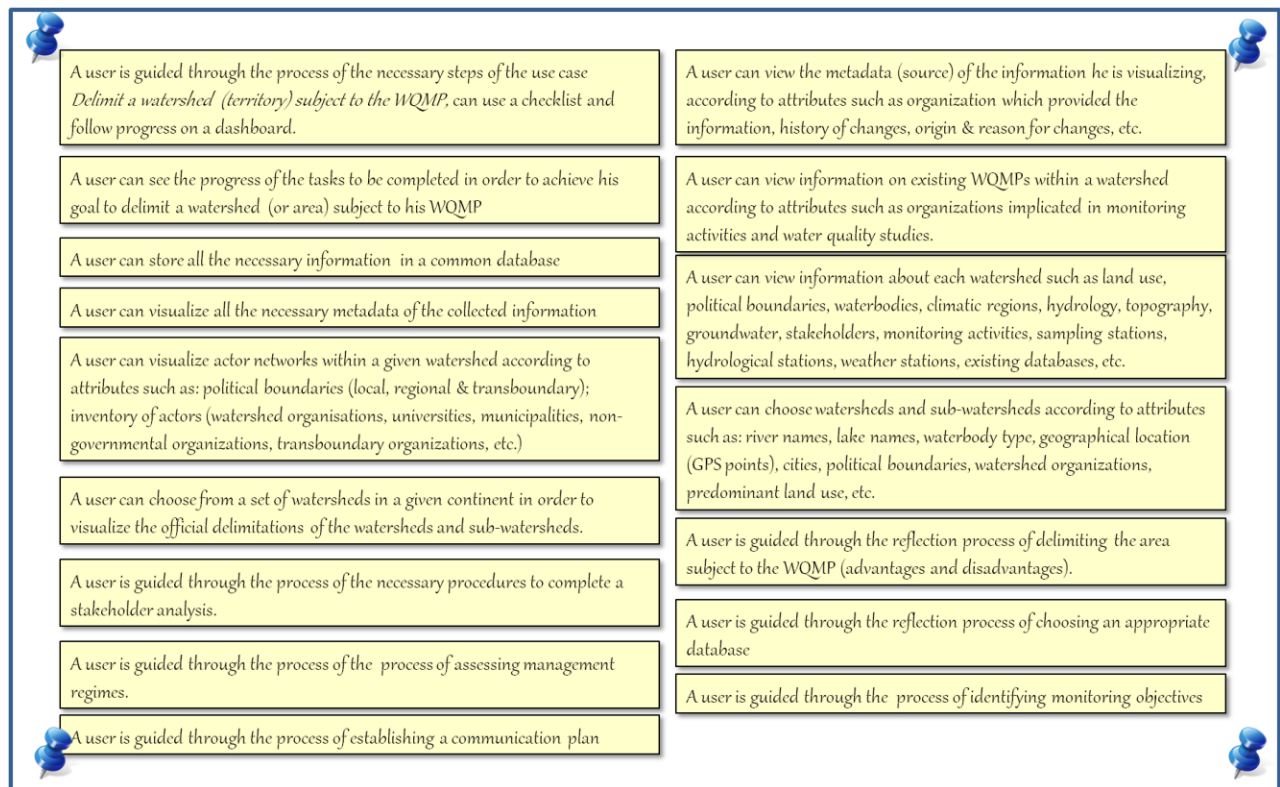 A user is guided through the process of the necessary steps of the use case
Delimit a watershed (territory) subject to the WQMP, can use a checklist and
follow progress on a dashboard.
A user can see the progress of the tasks to be completed in order to achieve his
goal to delimit a watershed (or area) subject to his WQMP
A user can store all the necessary information in a common database
A user can visualize all the necessary metadata of the collected information
A user can visualize actor networks within a given watershed according to
attributes such as: political boundaries (local, regional & transboundary);
inventory of actors (watershed organisations, universities, municipalities, non-
governmental organizations, transboundary organizations, etc.)
A user can choose from a set of watersheds in a given continent in order to
visualize the official delimitations of the watersheds and sub-watersheds.
A user is guided through the process of the necessary procedures to complete a
stakeholder analysis.
A user is guided through the process of the process of assessing management
regimes.
A user is guided through the process of establishing a communication plan
A user can view the metadata (source) of the information he is visualizing,
according to attributes such as organization which provided the
information, history of changes, origin & reason for changes, etc.
A user can view information on existing WQMPs within a watershed
according to attributes such as organizations implicated in monitoring
activities and water quality studies.
A user can view information about each watershed such as land use,
political boundaries, waterbodies, climatic regions, hydrology, topography,
groundwater, stakeholders, monitoring activities, sampling stations,
hydrological stations, weather stations, existing databases, etc.
A user can choose watersheds and sub-watersheds according to attributes
such as: river names, lake names, waterbody type, geographical location
(GPS points), cities, political boundaries, watershed organizations,
predominant land use, etc.
A user is guided through the reflection process of delimiting the area
subject to the WQMP (advantages and disadvantages).
A user is guided through the reflection process of choosing an appropriate
database
A user is guided through the process of identifying monitoring objectives